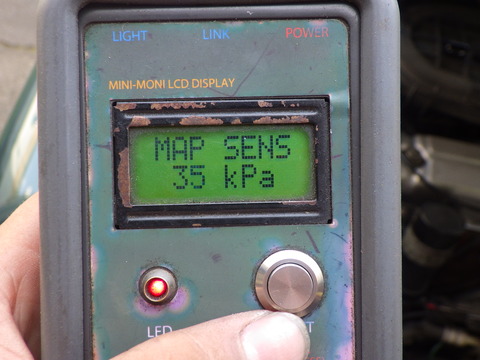 LIGHT LINK POWER
MINI-MONI LCD DISPLAY
MAP SENS
35 kPa
LED